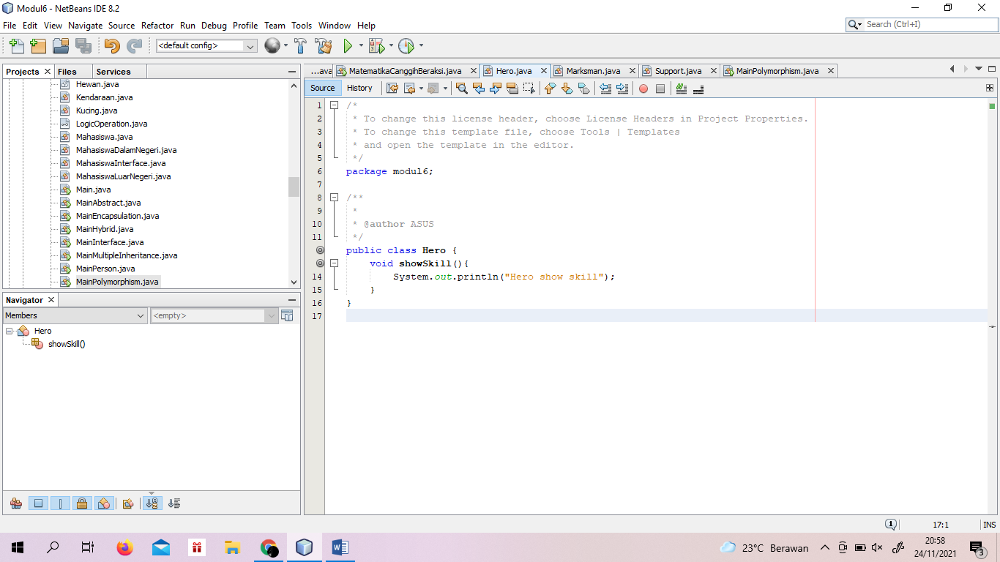 Modul6 - NetBeans IDE 8.2
File Edit View Navigate Source Refactor Run Debug Profile Team Tools Window Help
Search (Ctrl+I)
<default config>
Projects Files Services
Hewan.java
Kendaraan.java
Kucing.java
LogicOperation.java
Mahasiswa.java
MahasiswaDalamNegeri.java
MahasiswaInterface.java
MahasiswaLuarNegeri.java
Main.java
MainAbstract.java
MainEncapsulation.java
MainHybrid.java
MainInterface.java
MainMultipleInheritance.java
MainPerson.java
MainPolymorphism.java
Navigator
Members <empty>
Hero
showSkill()
...ava MatematikaCanggihBeraksi.java Hero.java Marksman.java Support.java MainPolymorphism.java
Source History
1 /*
2 * To change this license header, choose License Headers in Project Properties.
3 * To change this template file, choose Tools | Templates
4 * and open the template in the editor.
5 */
6 package modul6;
7
8 /**
9 *
10 * @author ASUS
11 */
public class Hero {
void showSkill(){
14 System.out.println("Hero show skill");
15 }
16 }
17
1 17:1 INS
23°C Berawan
20:58
24/11/2021
3